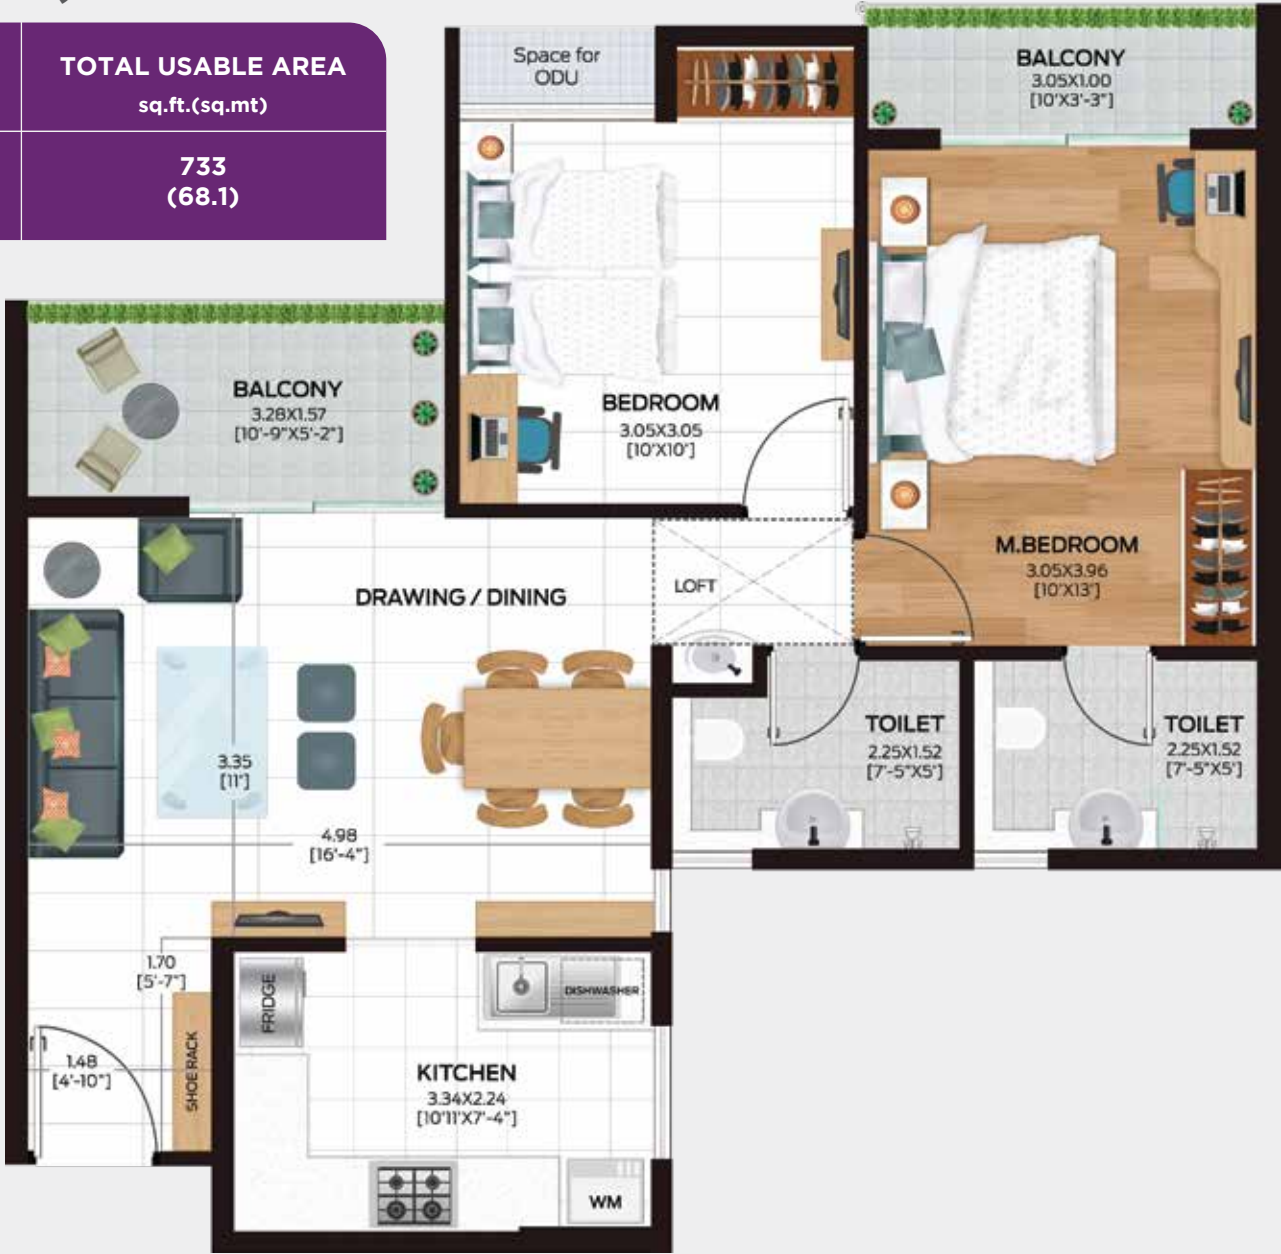 TOTAL USABLE AREA
sq.ft.(sq.mt)
733
(68.1)
Space for
ODU
BALCONY
3.05X1.00
[10'X3'-3"]
BALCONY
3.28X1.57
[10'-9"X5'-2"]
BEDROOM
3.05X3.05
[10'X10']
M.BEDROOM
3.05X3.96
[10'X13']
DRAWING / DINING
LOFT
TOILET
2.25X1.52
[7'-5"X5']
TOILET
2.25X1.52
[7'-5"X5']
3.35
[11']
4.98
[16'-4"]
1.70
[5'-7"]
1.48
[4'-10"]
SHOE RACK
FRIDGE
DISHWASHER
KITCHEN
3.34X2.24
[10'11'X7'-4"]
WM